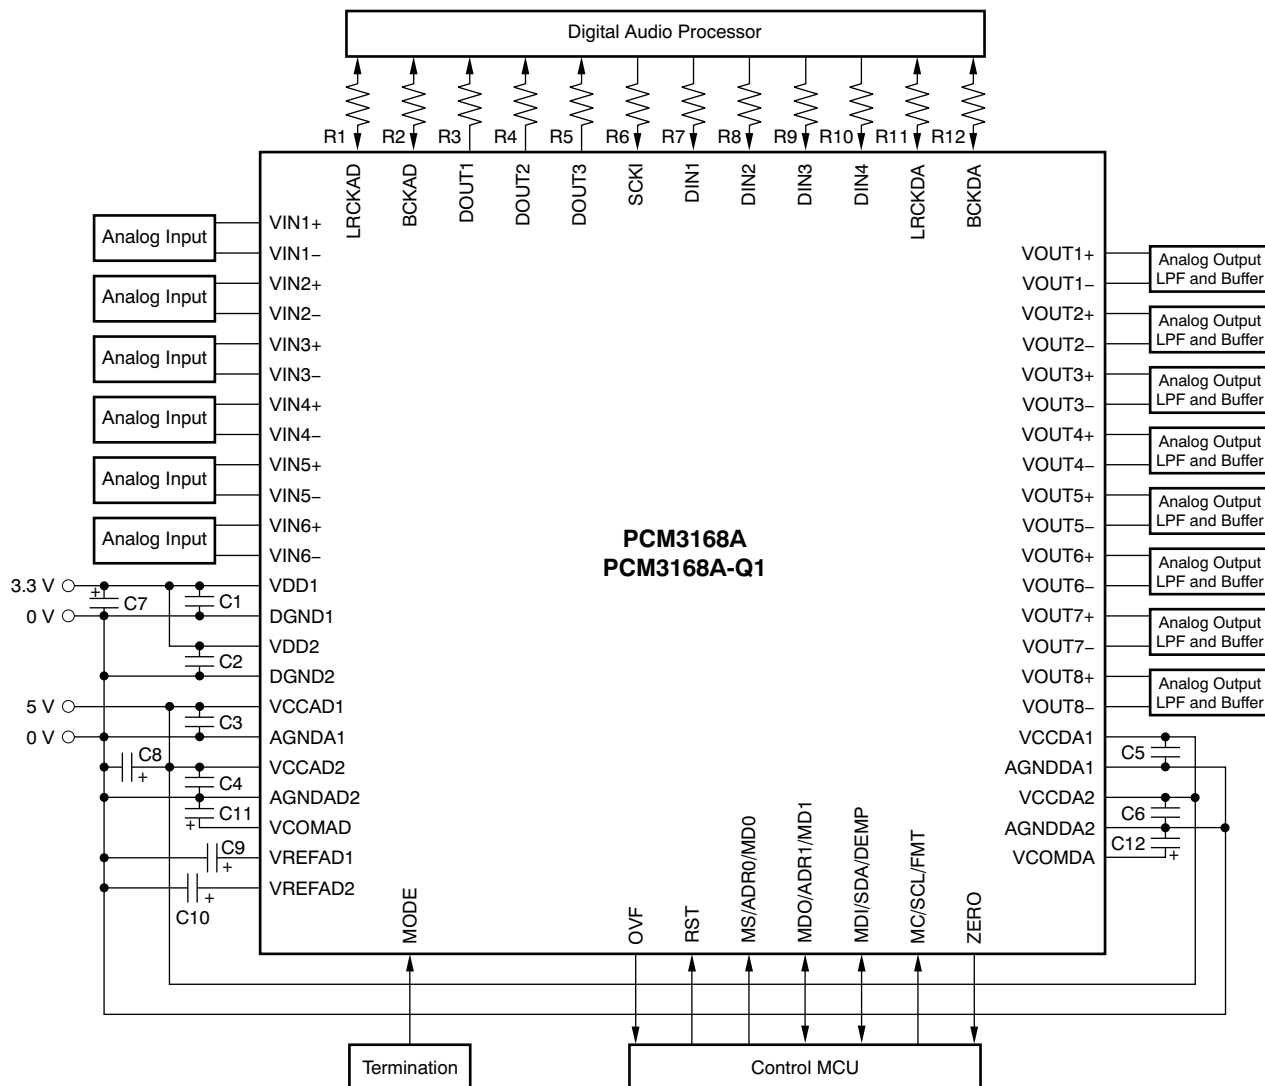 Digital Audio Processor
R1 R2 R3 R4 R5 R6 R7 R8 R9 R10 R11 R12
LRCKAD
BCKAD
DOUT1
DOUT2
DOUT3
SCKI
DIN1
DIN2
DIN3
DIN4
LRCKDA
BCKDA
Analog Input
VIN1+
VIN1−
Analog Input
VIN2+
VIN2−
Analog Input
VIN3+
VIN3−
Analog Input
VIN4+
VIN4−
Analog Input
VIN5+
VIN5−
Analog Input
VIN6+
VIN6−
3.3 V
+
C7
C1
VDD1
0 V
DGND1
VDD2
C2
DGND2
5 V
VCCAD1
C3
0 V
AGNDA1
C8
+
VCCAD2
C4
AGNDAD2
C11
+
VCOMAD
C9
+
VREFAD1
C10
+
VREFAD2
PCM3168A
PCM3168A-Q1
VOUT1+
VOUT1−
Analog Output
LPF and Buffer
VOUT2+
VOUT2−
Analog Output
LPF and Buffer
VOUT3+
VOUT3−
Analog Output
LPF and Buffer
VOUT4+
VOUT4−
Analog Output
LPF and Buffer
VOUT5+
VOUT5−
Analog Output
LPF and Buffer
VOUT6+
VOUT6−
Analog Output
LPF and Buffer
VOUT7+
VOUT7−
Analog Output
LPF and Buffer
VOUT8+
VOUT8−
Analog Output
LPF and Buffer
VCCDA1
C5
AGNDDA1
VCCDA2
C6
AGNDDA2
C12
+
VCOMDA
MODE
OVF
RST
MS/ADR0/MD0
MDO/ADR1/MD1
MDI/SDA/DEMP
MC/SCL/FMT
ZERO
Termination
Control MCU